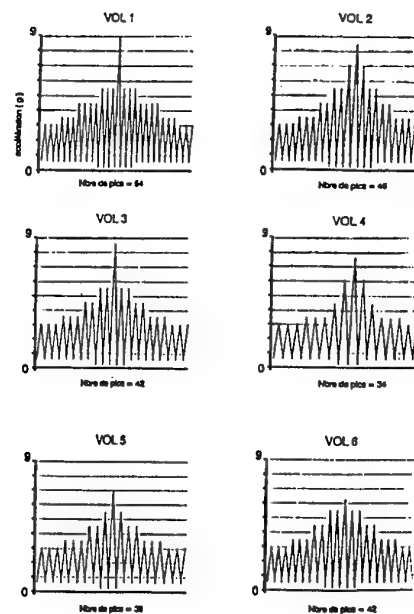 VOL 1
9
accélération (g)
0
Nbre de pics = 54
VOL 2
9
0
Nbre de pics = 46
VOL 3
9
0
Nbre de pics = 42
VOL 4
9
0
Nbre de pics = 34
VOL 5
9
0
Nbre de pics = 38
VOL 6
9
0
Nbre de pics = 42